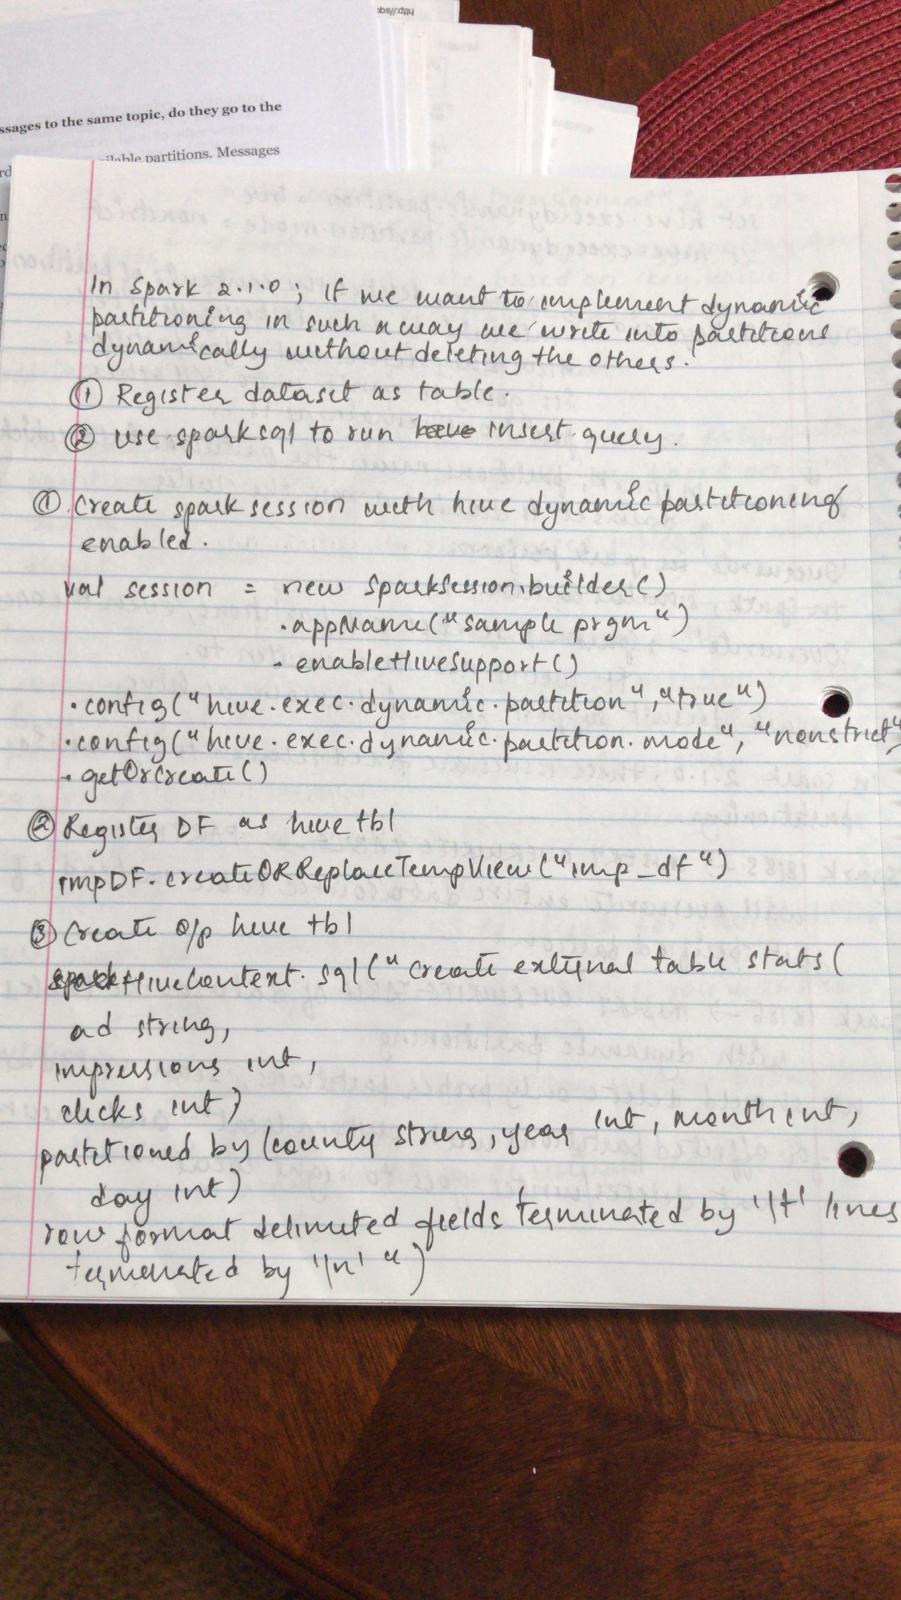 http://sqc
ssages to the same topic, do they go to the
ilable partitions. Messages
In Spark 2.1.0 ; If we want to implement dynamic
partitioning in such a way we write into partitions
dynamically without deleting the others.
① Register dataset as table.
② use spark sql to run have insert query.
① Create spark session with hive dynamic partitioning
enabled.
val session = new SparkSession.builder()
.appName("sample prgm")
.enableHiveSupport()
.config("hive.exec.dynamic.partition","true")
.config("hive.exec.dynamic.partition.mode", "nonstrict")
.getOrCreate()
② Register DF as hive tbl
impDF.createORReplaceTempView("imp_df")
③ Create o/p hive tbl
spark HiveContext.sql("create external table stats(
ad string,
impressions int,
clicks int)
partitioned by (county string, year int, month int,
day int)
row format delimited fields terminated by '\t' lines
terminated by '\n' ")